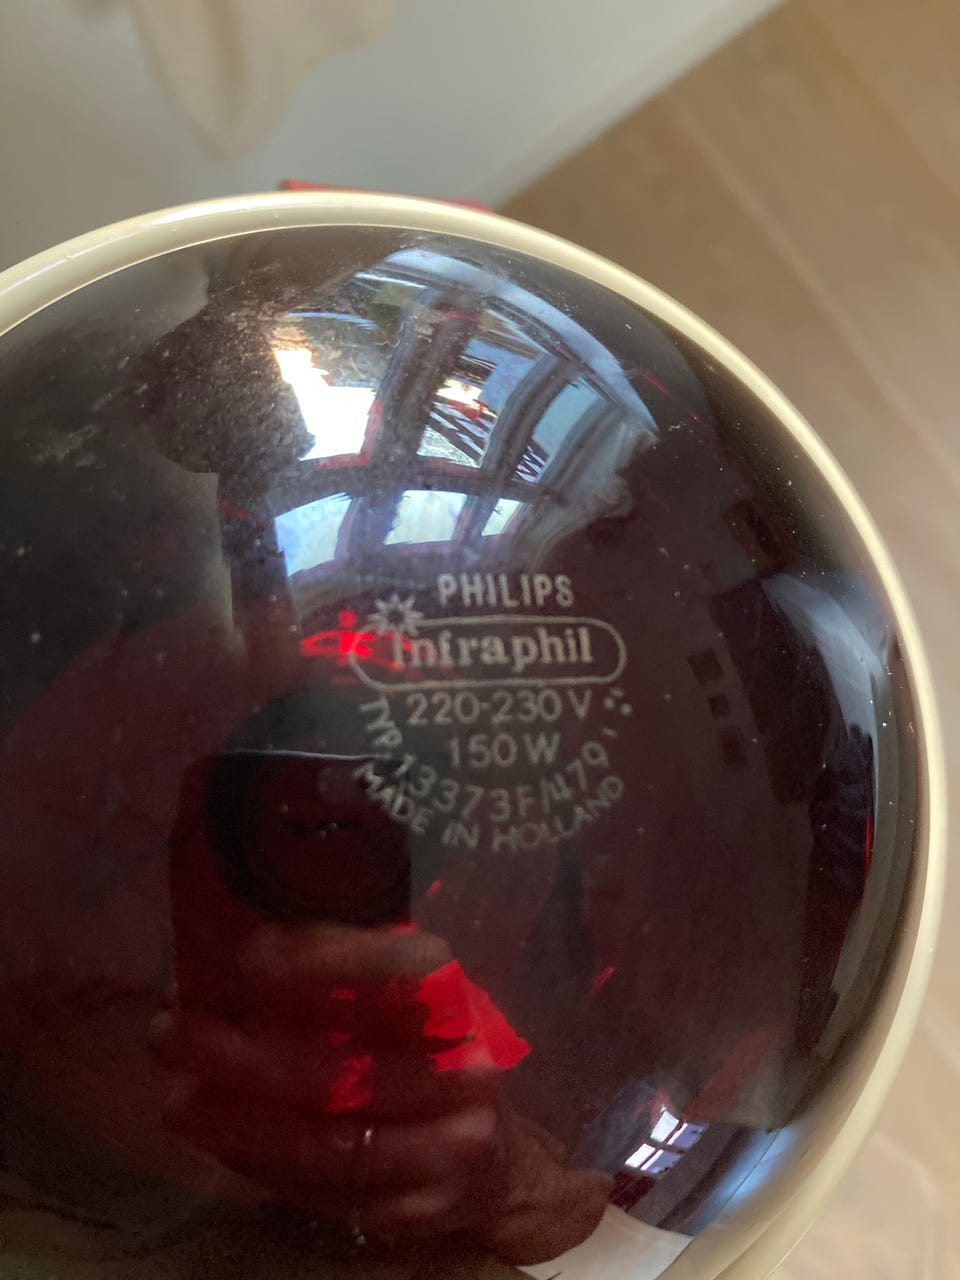 PHILIPS
infraphil
220-230V
150W
TYP. 13373F/479
MADE IN HOLLAND